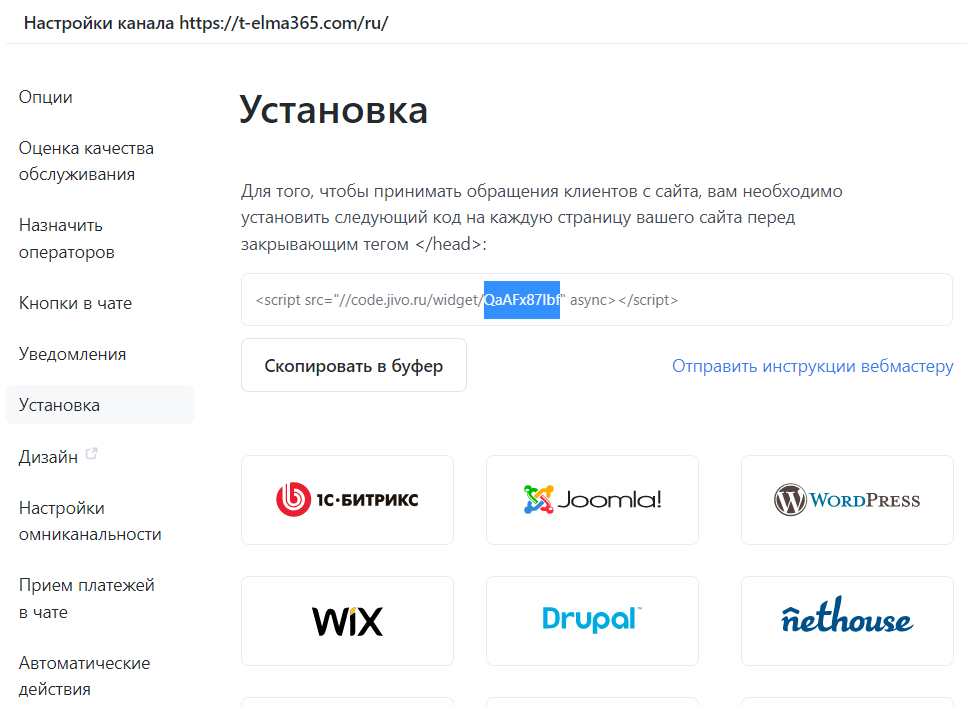 Настройки канала https://t-elma365.com/ru/
Опции
Оценка качества
обслуживания
Назначить
операторов
Кнопки в чате
Уведомления
Установка
Дизайн
Настройки
омниканальности
Прием платежей
в чате
Автоматические
действия
Установка
Для того, чтобы принимать обращения клиентов с сайта, вам необходимо
установить следующий код на каждую страницу вашего сайта перед
закрывающим тегом </head>:
<script src="//code.jivo.ru/widget/QaAFx87lbf" async></script>
Скопировать в буфер
Отправить инструкции вебмастеру
1С·БИТРИКС
Joomla!
WORDPRESS
WiX
Drupal™
nethouse